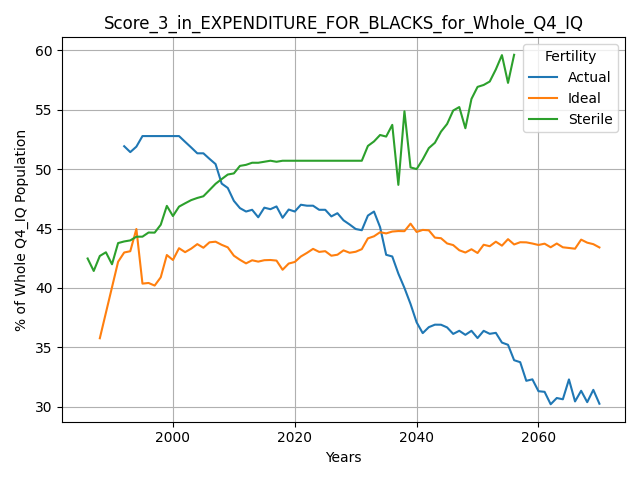 Score_3_in_EXPENDITURE_FOR_BLACKS_for_Whole_Q4_IQ
% of Whole Q4_IQ Population
60
55
50
45
40
35
30
Fertility
Actual
Ideal
Sterile
2000
2020
2040
2060
Years